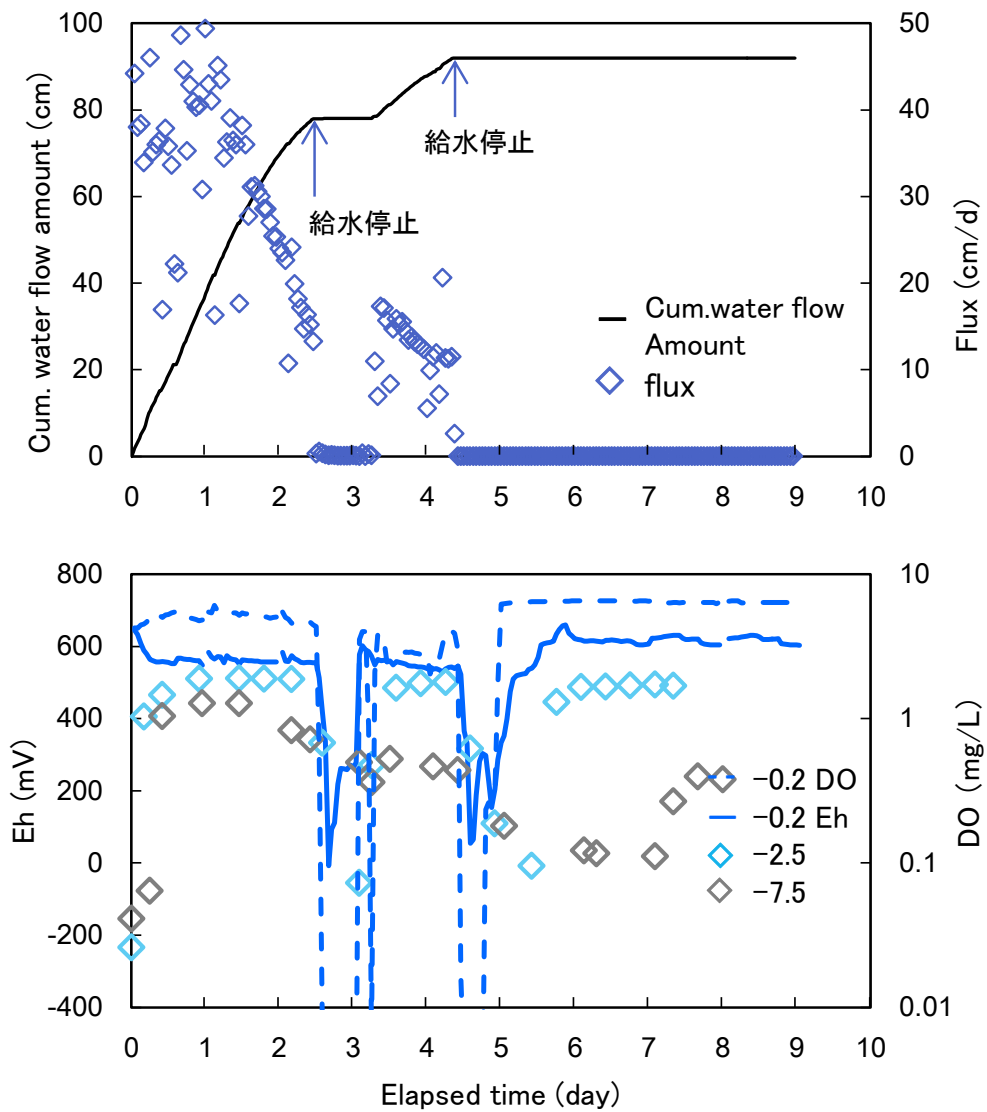 100
80
60
40
20
0
Cum. water flow amount (cm)
50
40
30
20
10
0
Flux (cm/d)
給水停止
給水停止
Cum.water flow
Amount
flux
0 1 2 3 4 5 6 7 8 9 10
800
600
400
200
0
-200
-400
Eh (mV)
10
1
0.1
0.01
DO (mg/L)
-0.2 DO
-0.2 Eh
-2.5
-7.5
0 1 2 3 4 5 6 7 8 9 10
Elapsed time (day)